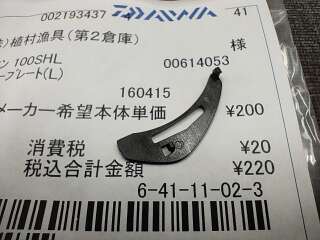 002193437 DAIWA 41
植村漁具(第2倉庫)
様
ン 100SHL
ープレート(L) 00614053
160415
メーカー希望本体単価 ¥200
消費税 ¥20
税込合計金額 ¥220
6-41-11-02-3